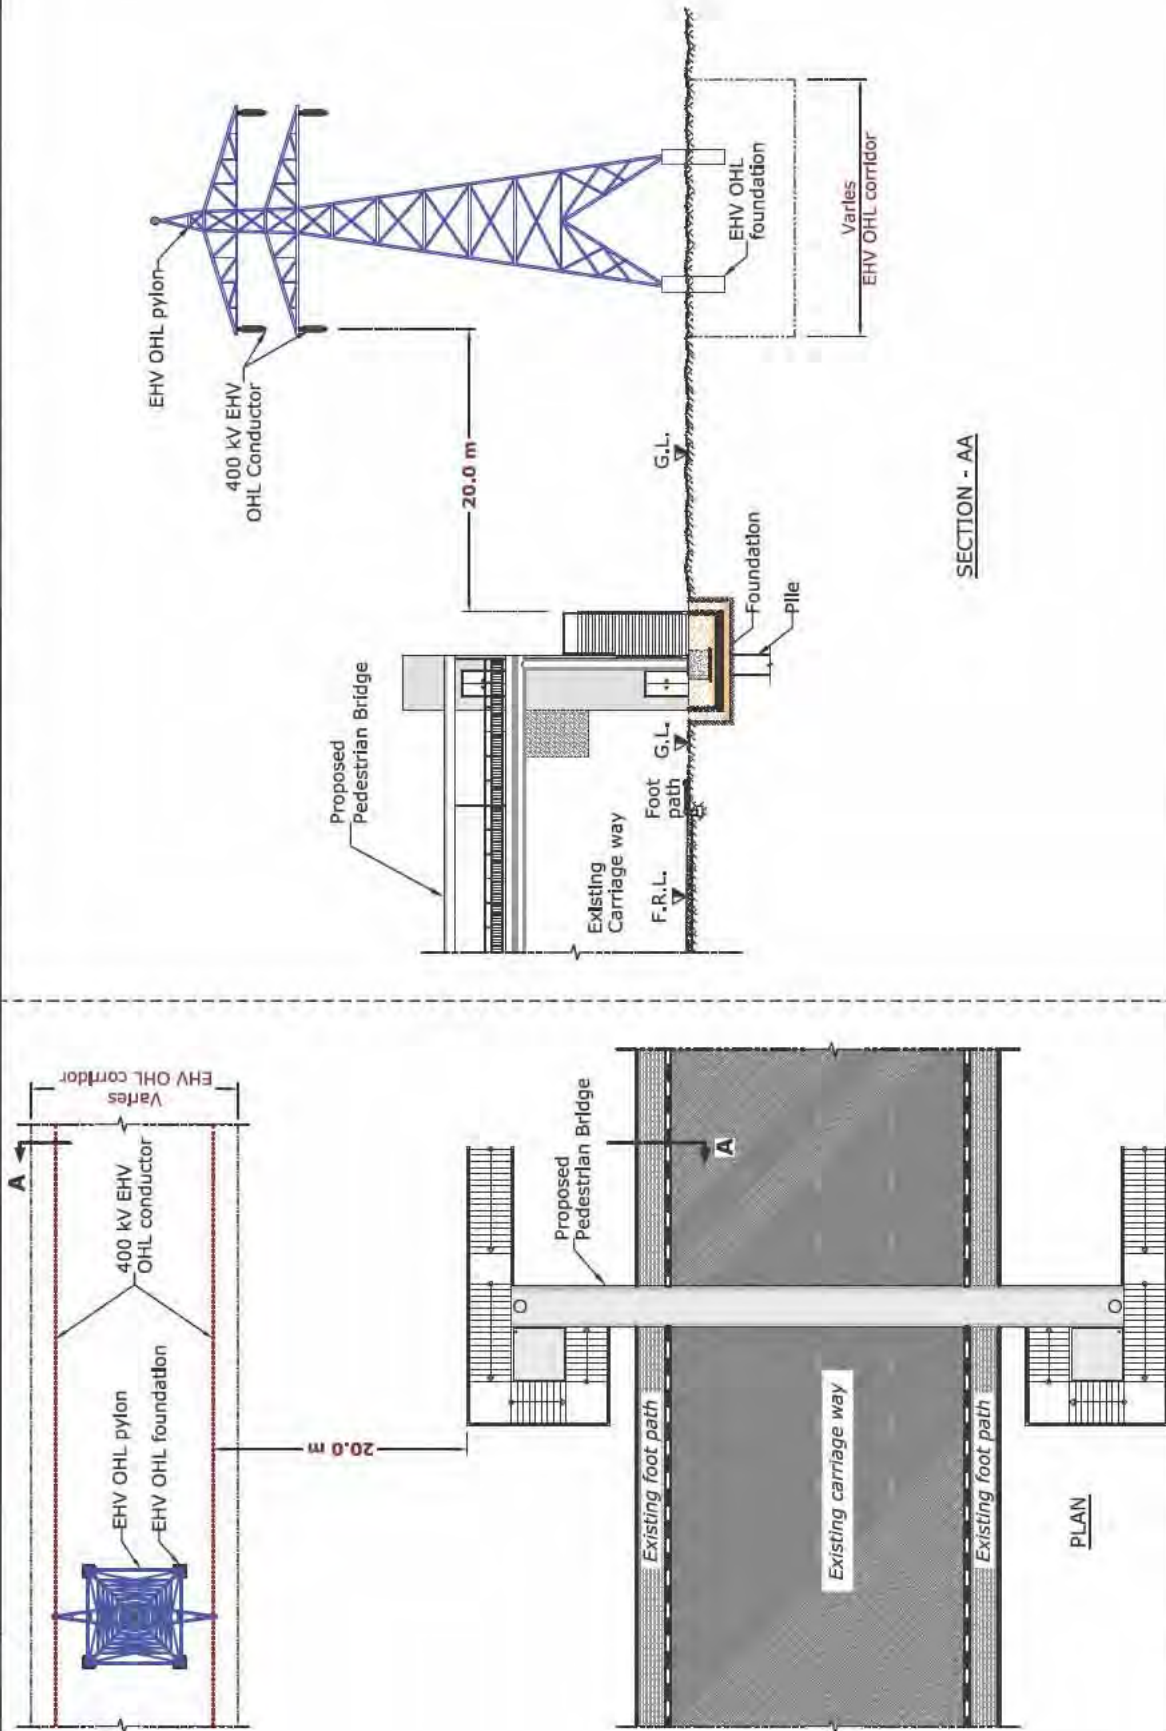 EHV OHL pylon
400 kV EHV
OHL Conductor
20.0 m
Proposed
Pedestrian Bridge
Existing
Carriage way
F.R.L.
Foot
path
G.L.
G.L.
Foundation
Pile
EHV OHL
foundation
Varies
EHV OHL corridor
SECTION - AA
Varies
EHV OHL corridor
A
400 kV EHV
OHL conductor
EHV OHL pylon
EHV OHL foundation
20.0 m
Proposed
Pedestrian Bridge
A
Existing foot path
Existing carriage way
Existing foot path
PLAN